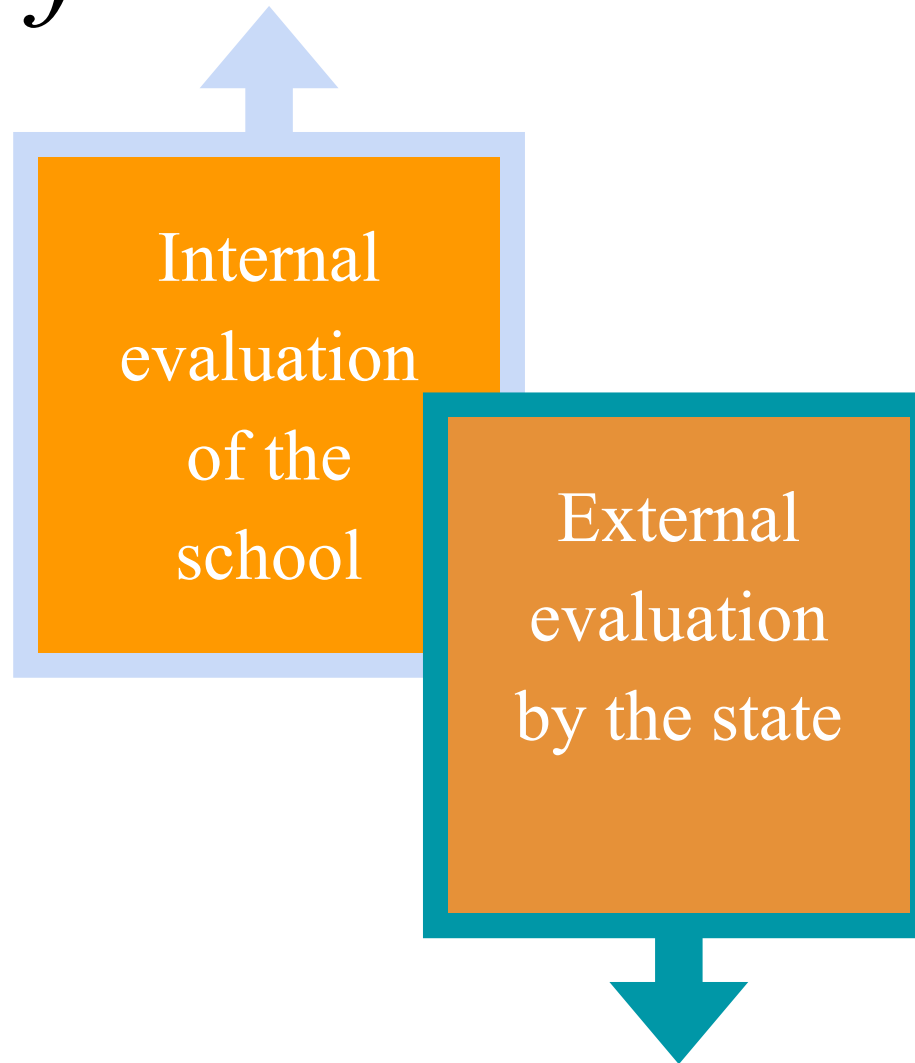 Internal
evaluation
of the
school
External
evaluation
by the state